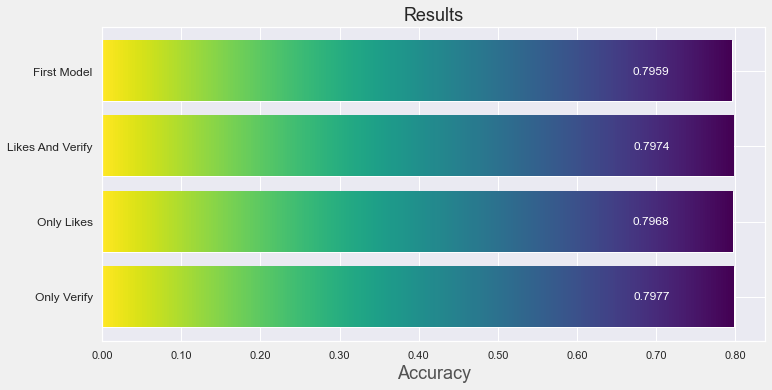 Results
First Model
0.7959
Likes And Verify
0.7974
Only Likes
0.7968
Only Verify
0.7977
0.00 0.10 0.20 0.30 0.40 0.50 0.60 0.70 0.80
Accuracy